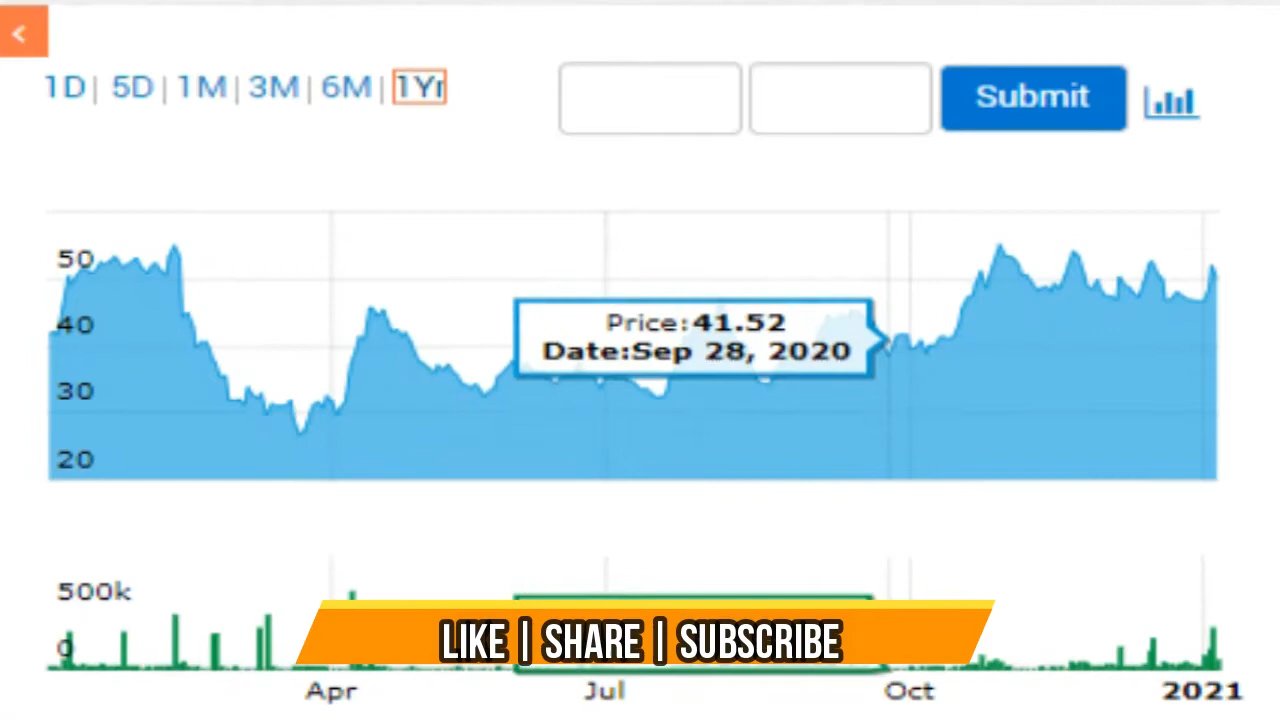 <
1D | 5D | 1M | 3M | 6M | 1Yr
Submit
50
40
30
20
Price:41.52
Date:Sep 28, 2020
500k
0
LIKE | SHARE | SUBSCRIBE
Apr Jul Oct 2021